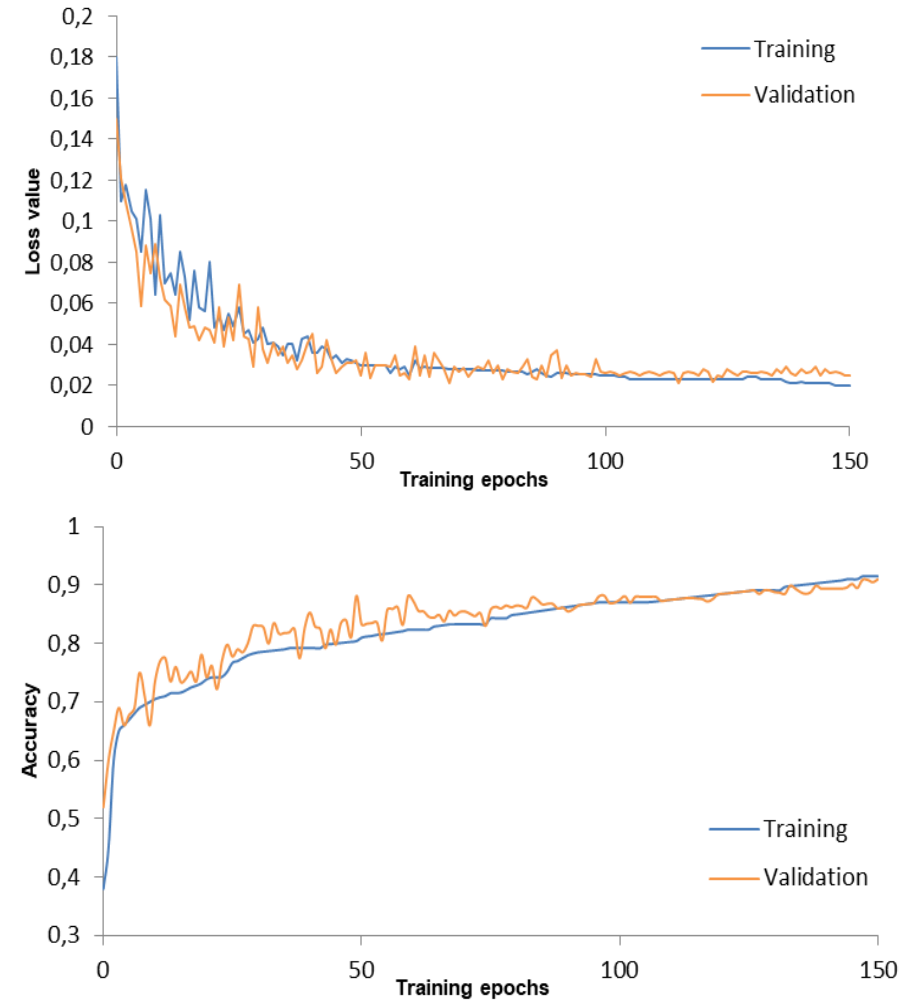 0,2
0,18
0,16
0,14
0,12
0,1
0,08
0,06
0,04
0,02
0
Loss value
Training
Validation
0 50 100 150
Training epochs
1
0,9
0,8
0,7
0,6
0,5
0,4
0,3
Accuracy
Training
Validation
0 50 100 150
Training epochs